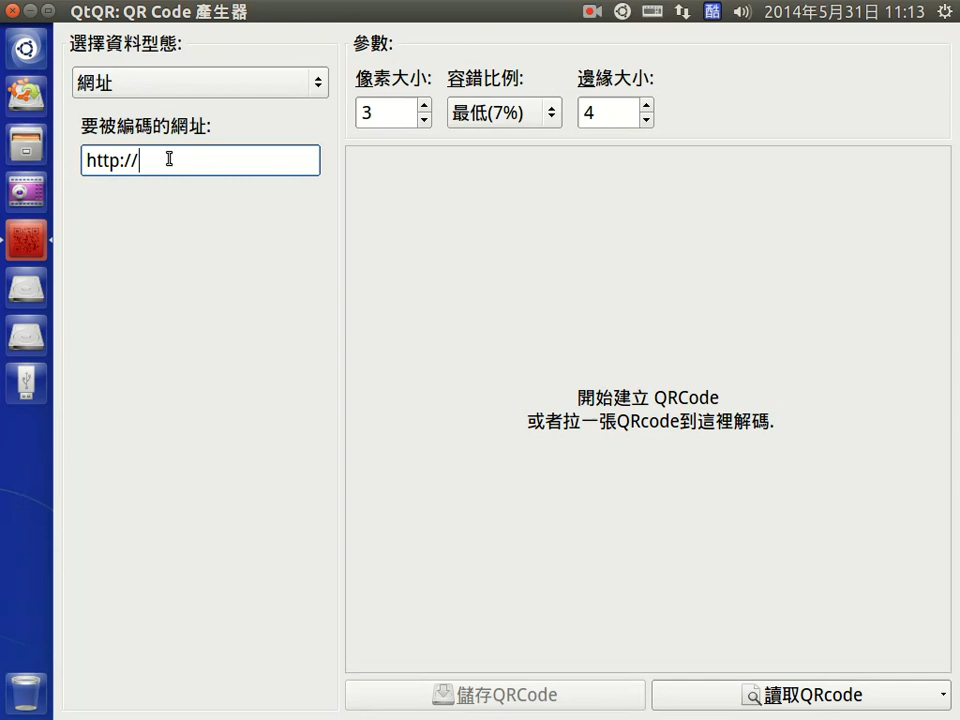 QtQR: QR Code 產生器
酷
2014年5月31日 11:13
選擇資料型態:
網址
要被編碼的網址:
http://
參數:
像素大小:
容錯比例:
邊緣大小:
3
最低(7%)
4
開始建立 QRCode
或者拉一張QRcode到這裡解碼.
儲存QRCode
讀取QRcode